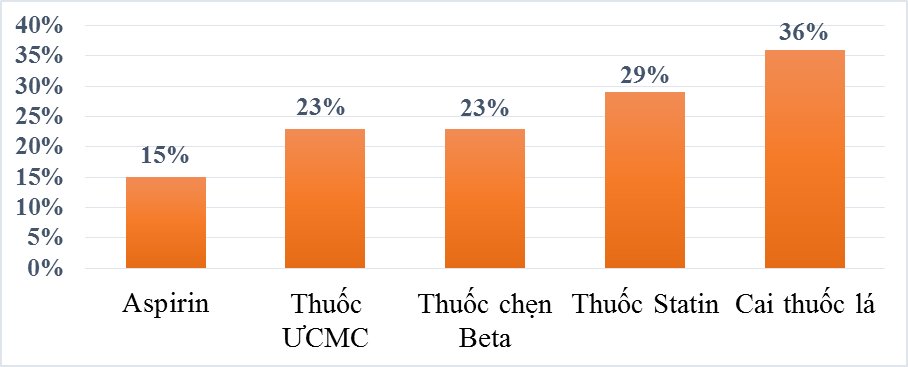 40%
35%
30%
25%
20%
15%
10%
5%
0%
15%
23%
23%
29%
36%
Aspirin
Thuốc
ƯCMC
Thuốc chẹn
Beta
Thuốc Statin
Cai thuốc lá